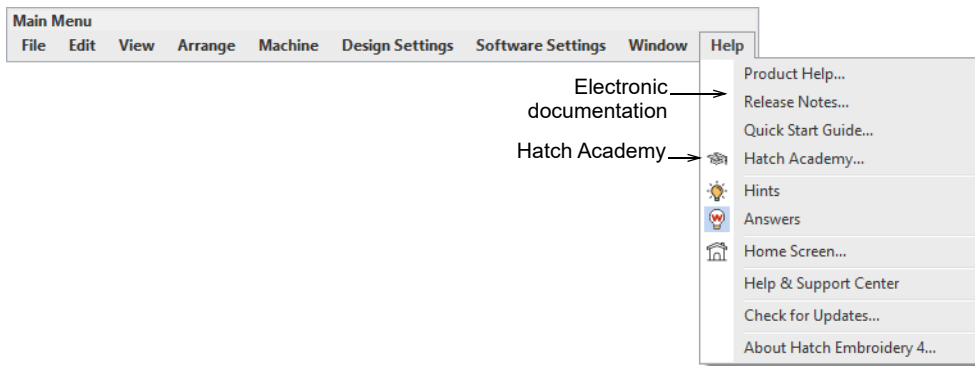 Main Menu
File Edit View Arrange Machine Design Settings Software Settings Window Help
Product Help...
Electronic
documentation
Release Notes...
Quick Start Guide...
Hatch Academy
Hatch Academy...
Hints
Answers
Home Screen...
Help & Support Center
Check for Updates...
About Hatch Embroidery 4...